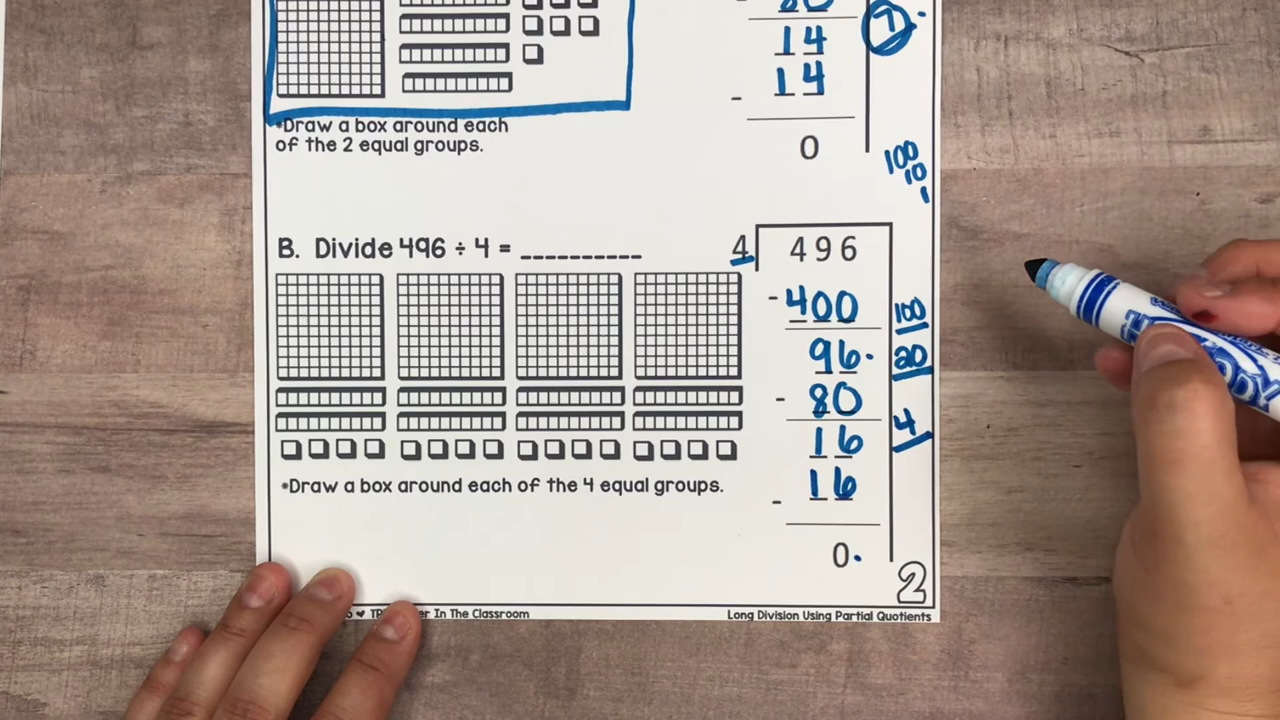 14
9
- 14
0
*Draw a box around each
of the 2 equal groups.
100
10
1
B. Divide 496 ÷ 4 = __________
4 496
- 400 100
96 20
- 80
16 4
- 16
0
*Draw a box around each of the 4 equal groups.
2
In The Classroom
Long Division Using Partial Quotients